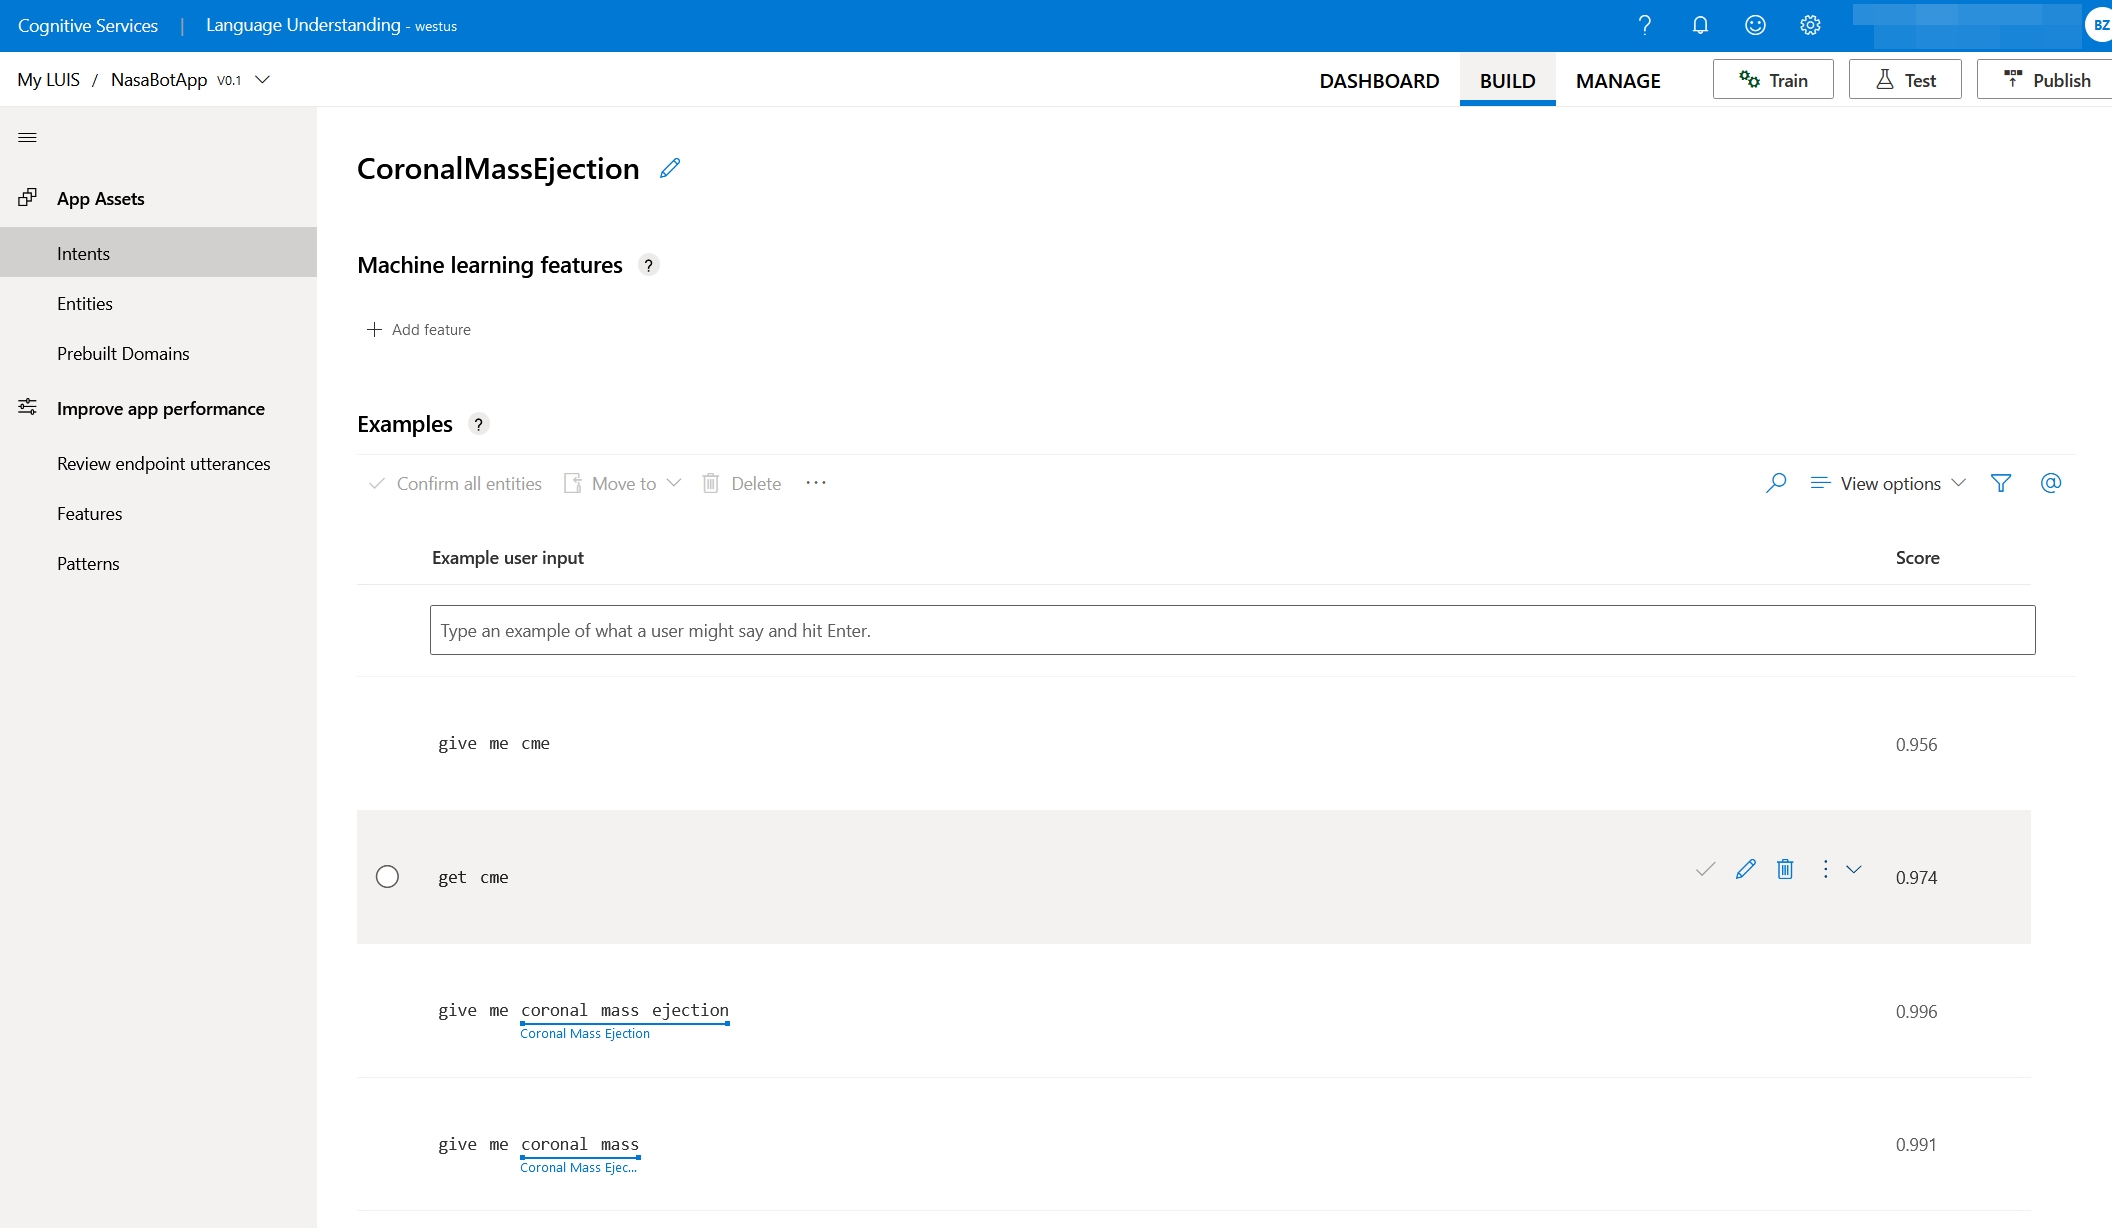 Cognitive Services | Language Understanding - westus
BZ
My LUIS / NasaBotApp V0.1
DASHBOARD BUILD MANAGE Train Test Publish
App Assets
Intents
Entities
Prebuilt Domains
Improve app performance
Review endpoint utterances
Features
Patterns
CoronalMassEjection
Machine learning features ?
+ Add feature
Examples ?
Confirm all entities Move to Delete ...
View options @
Example user input Score
Type an example of what a user might say and hit Enter.
give me cme 0.956
get cme 0.974
give me coronal mass ejection 0.996
Coronal Mass Ejection
give me coronal mass 0.991
Coronal Mass Ejec...